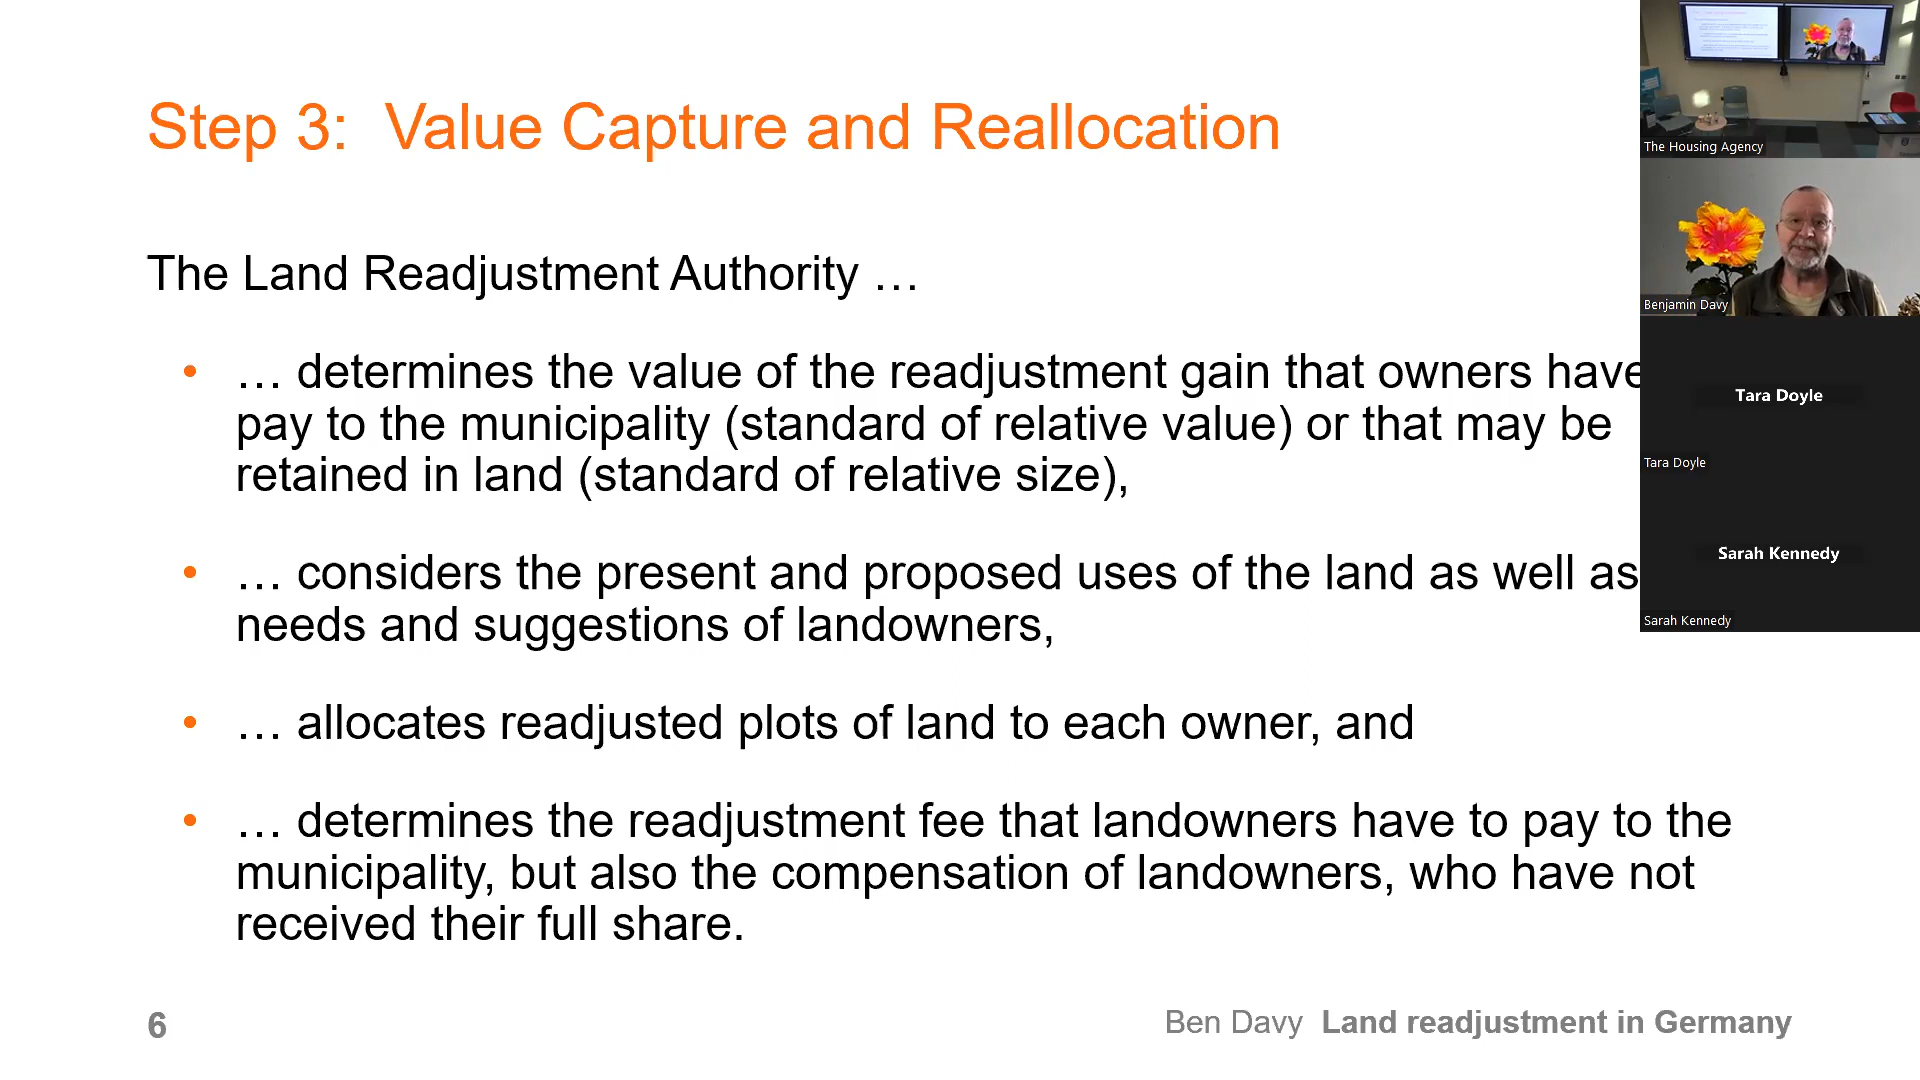 Step 3: Value Capture and Reallocation
The Land Readjustment Authority …
• … determines the value of the readjustment gain that owners have
pay to the municipality (standard of relative value) or that may be
retained in land (standard of relative size),
• … considers the present and proposed uses of the land as well as
needs and suggestions of landowners,
• … allocates readjusted plots of land to each owner, and
• … determines the readjustment fee that landowners have to pay to the
municipality, but also the compensation of landowners, who have not
received their full share.
6
Ben Davy Land readjustment in Germany
The Housing Agency
Benjamin Davy
Tara Doyle
Tara Doyle
Sarah Kennedy
Sarah Kennedy